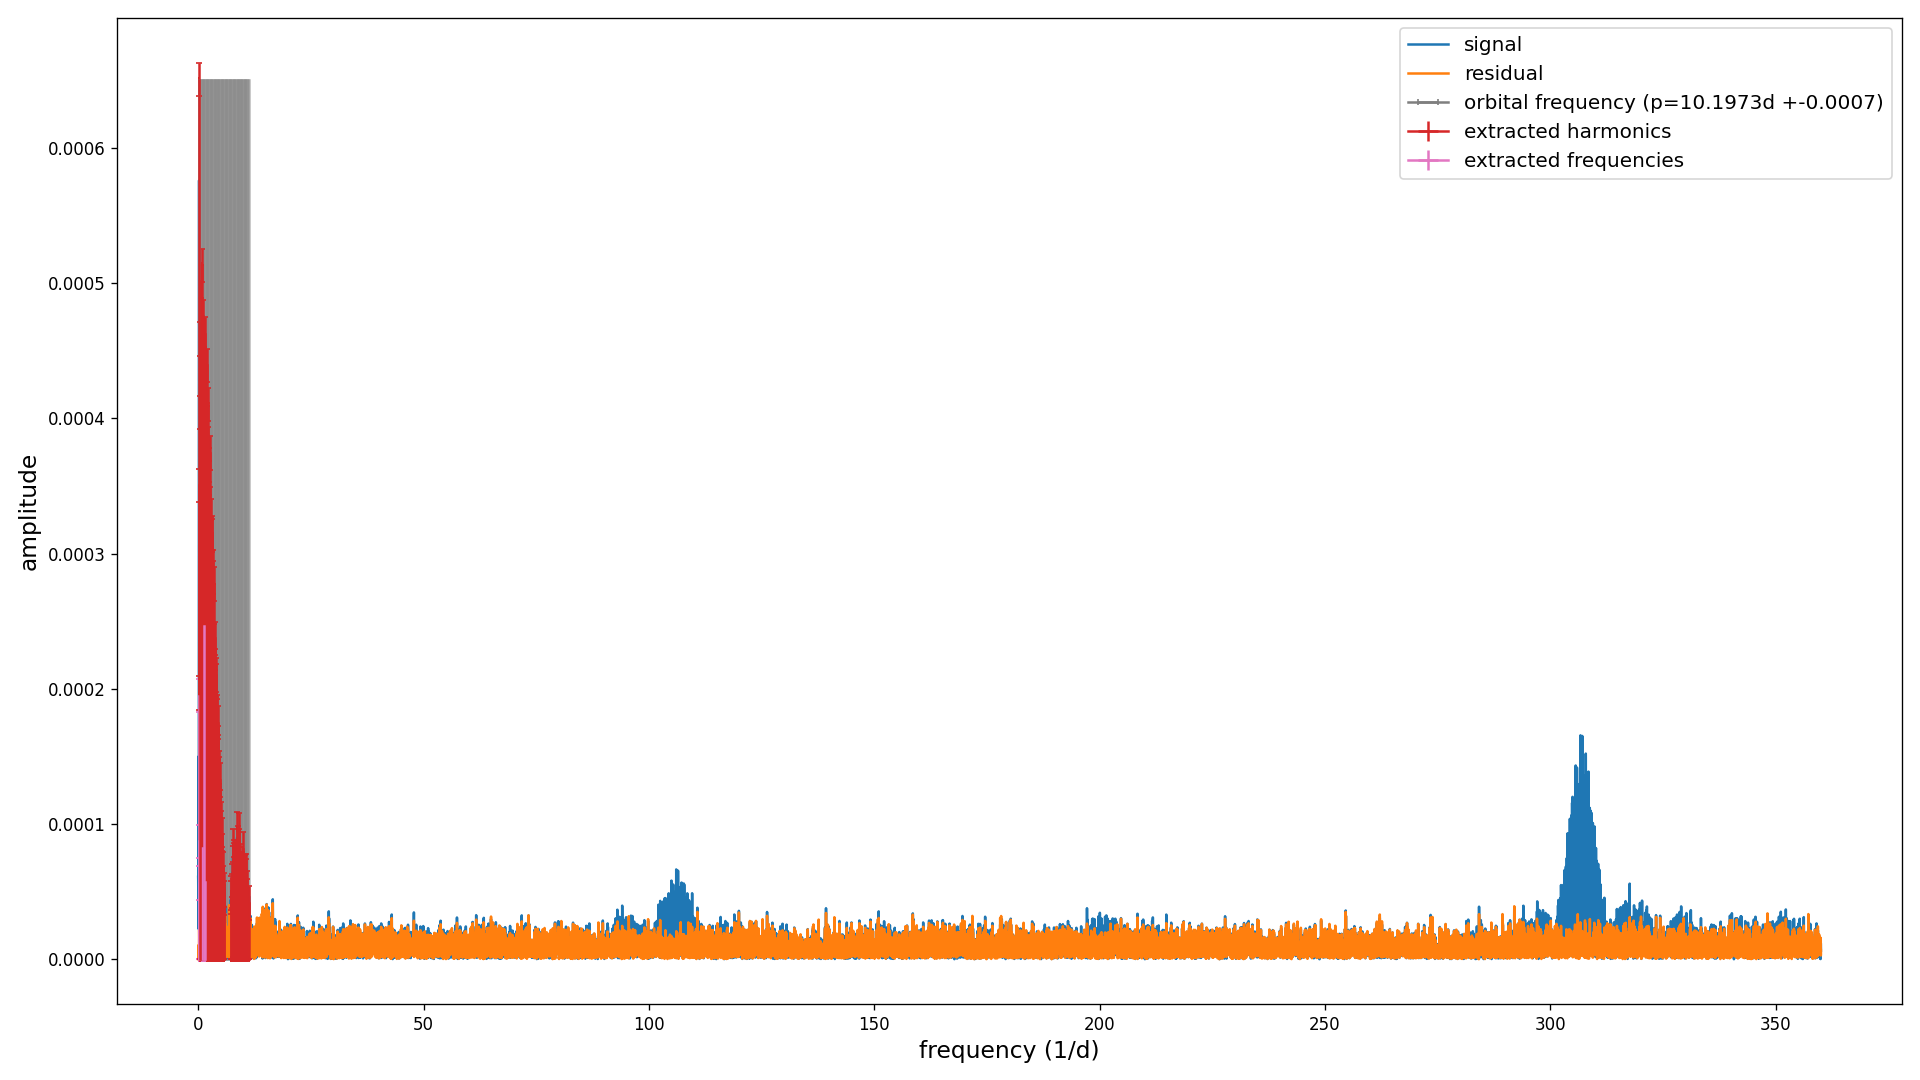 signal
residual
orbital frequency (p=10.1973d +-0.0007)
extracted harmonics
extracted frequencies
0.0006
0.0005
0.0004
0.0003
0.0002
0.0001
0.0000
amplitude
0 50 100 150 200 250 300 350
frequency (1/d)